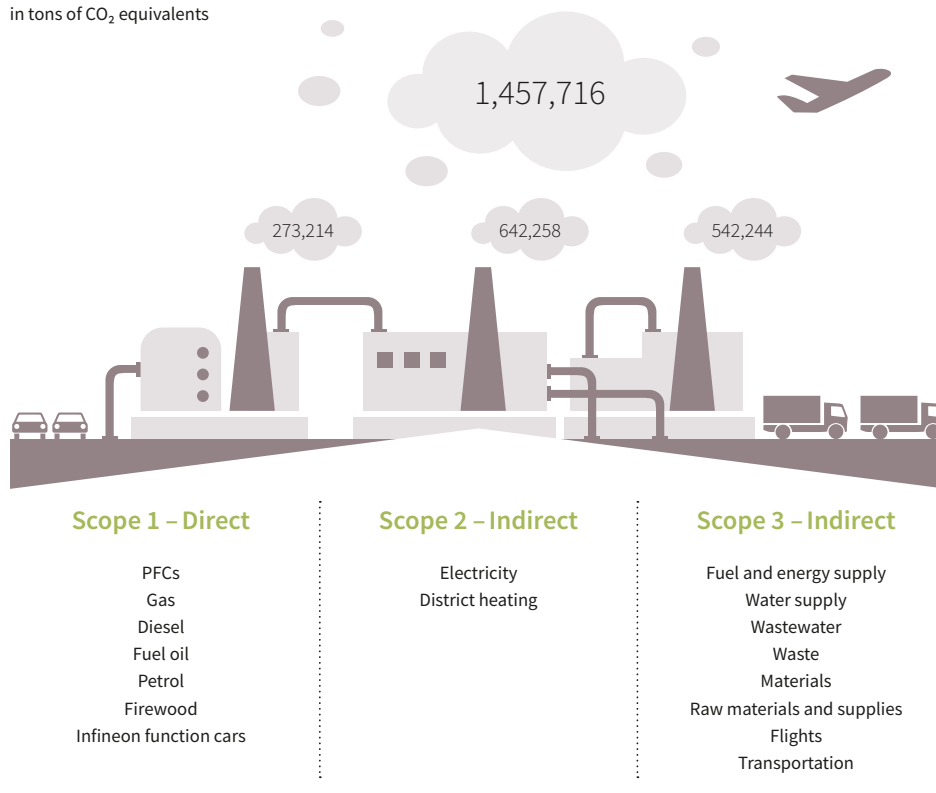 in tons of CO₂ equivalents
1,457,716
273,214
642,258
542,244
Scope 1 – Direct
PFCs
Gas
Diesel
Fuel oil
Petrol
Firewood
Infineon function cars
Scope 2 – Indirect
Electricity
District heating
Scope 3 – Indirect
Fuel and energy supply
Water supply
Wastewater
Waste
Materials
Raw materials and supplies
Flights
Transportation